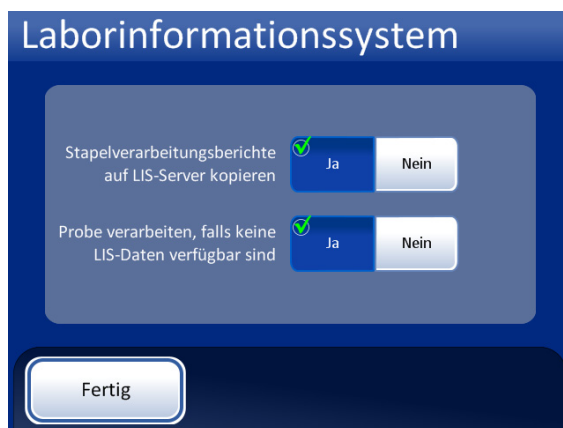 Laborinformationssystem
Stapelverarbeitungsberichte
auf LIS-Server kopieren
Ja Nein
Probe verarbeiten, falls keine
LIS-Daten verfügbar sind
Ja Nein
Fertig